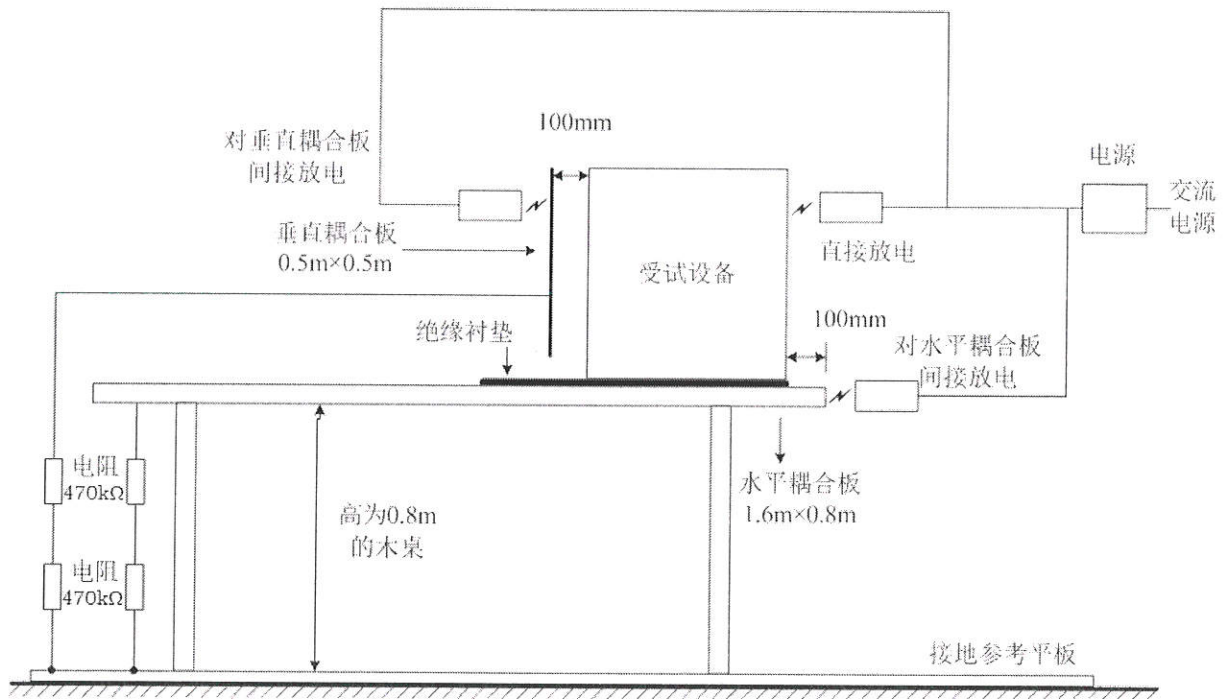 100mm
对垂直耦合板
间接放电
电源
交流
电源
垂直耦合板
0.5m×0.5m
直接放电
受试设备
100mm
绝缘衬垫
对水平耦合板
间接放电
电阻
470kΩ
水平耦合板
1.6m×0.8m
高为0.8m
的木桌
电阻
470kΩ
接地参考平板